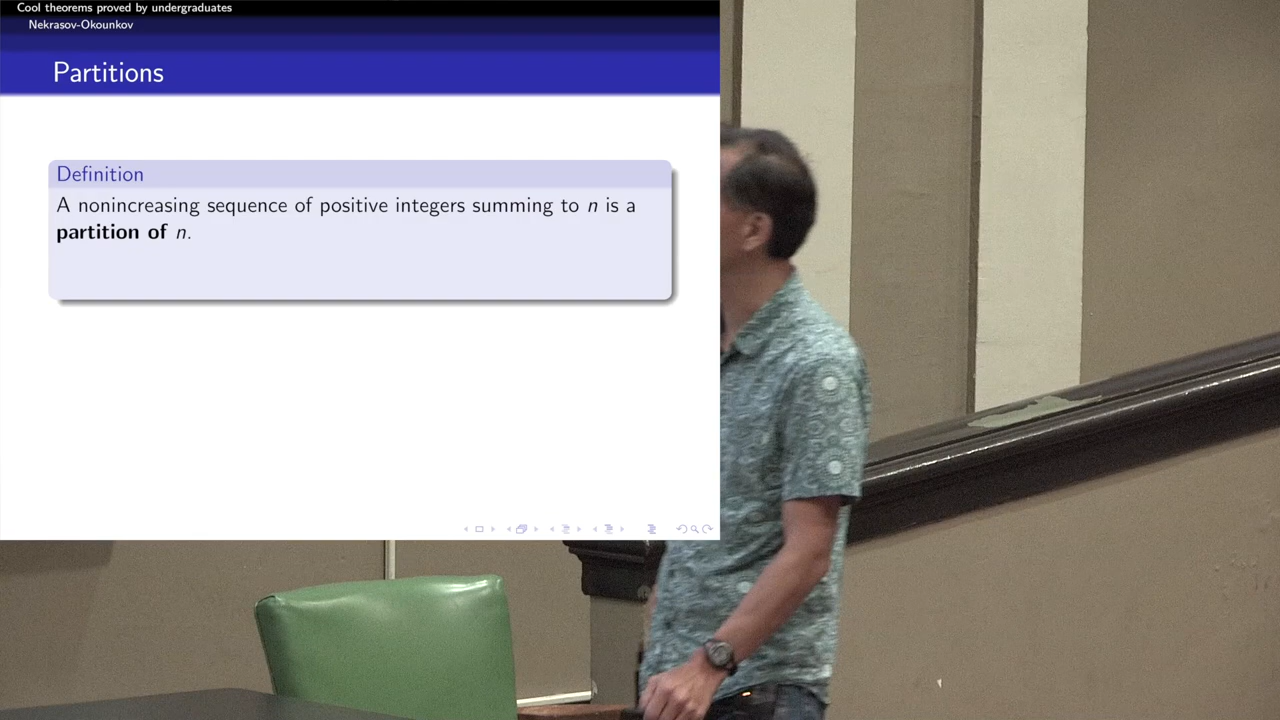 Cool theorems proved by undergraduates
Nekrasov-Okounkov
Partitions
Definition
A nonincreasing sequence of positive integers summing to n is a
partition of n.